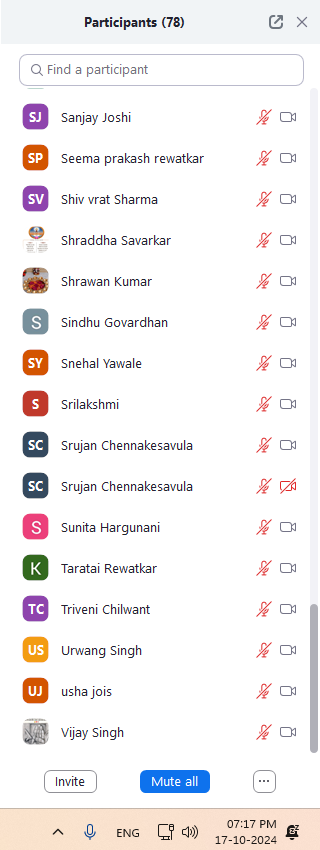 Participants (78)
Find a participant
SJ Sanjay Joshi
SP Seema prakash rewatkar
SV Shiv vrat Sharma
Shraddha Savarkar
Shrawan Kumar
S Sindhu Govardhan
SY Snehal Yawale
S Srilakshmi
SC Srujan Chennakesavula
SC Srujan Chennakesavula
S Sunita Hargunani
K Taratai Rewatkar
TC Triveni Chilwant
US Urwang Singh
UJ usha jois
Vijay Singh
Invite Mute all ...
ENG 07:17 PM
17-10-2024